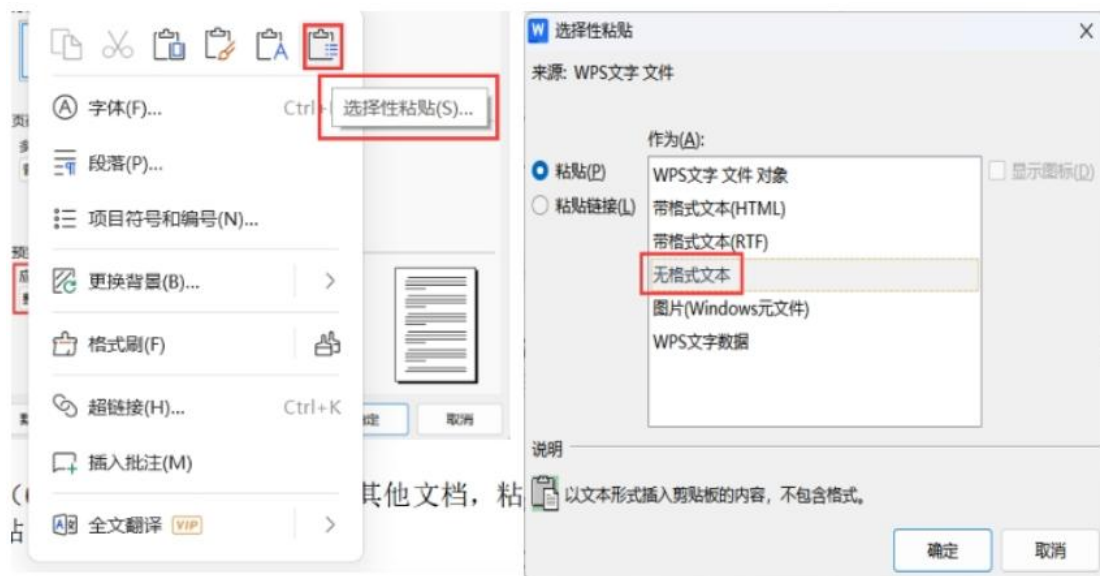 字体(F)...
Ctrl+
选择性粘贴(S)...
段落(P)...
项目符号和编号(N)...
更换背景(B)...
格式刷(F)
超链接(H)...
Ctrl+K
插入批注(M)
全文翻译 VIP
取消
其他文档，粘
选择性粘贴
来源: WPS文字 文件
作为(A):
粘贴(P)
粘贴链接(L)
WPS文字 文件 对象
带格式文本(HTML)
带格式文本(RTF)
无格式文本
图片(Windows元文件)
WPS文字数据
显示图标(D)
说明
以文本形式插入剪贴板的内容，不包含格式。
确定
取消